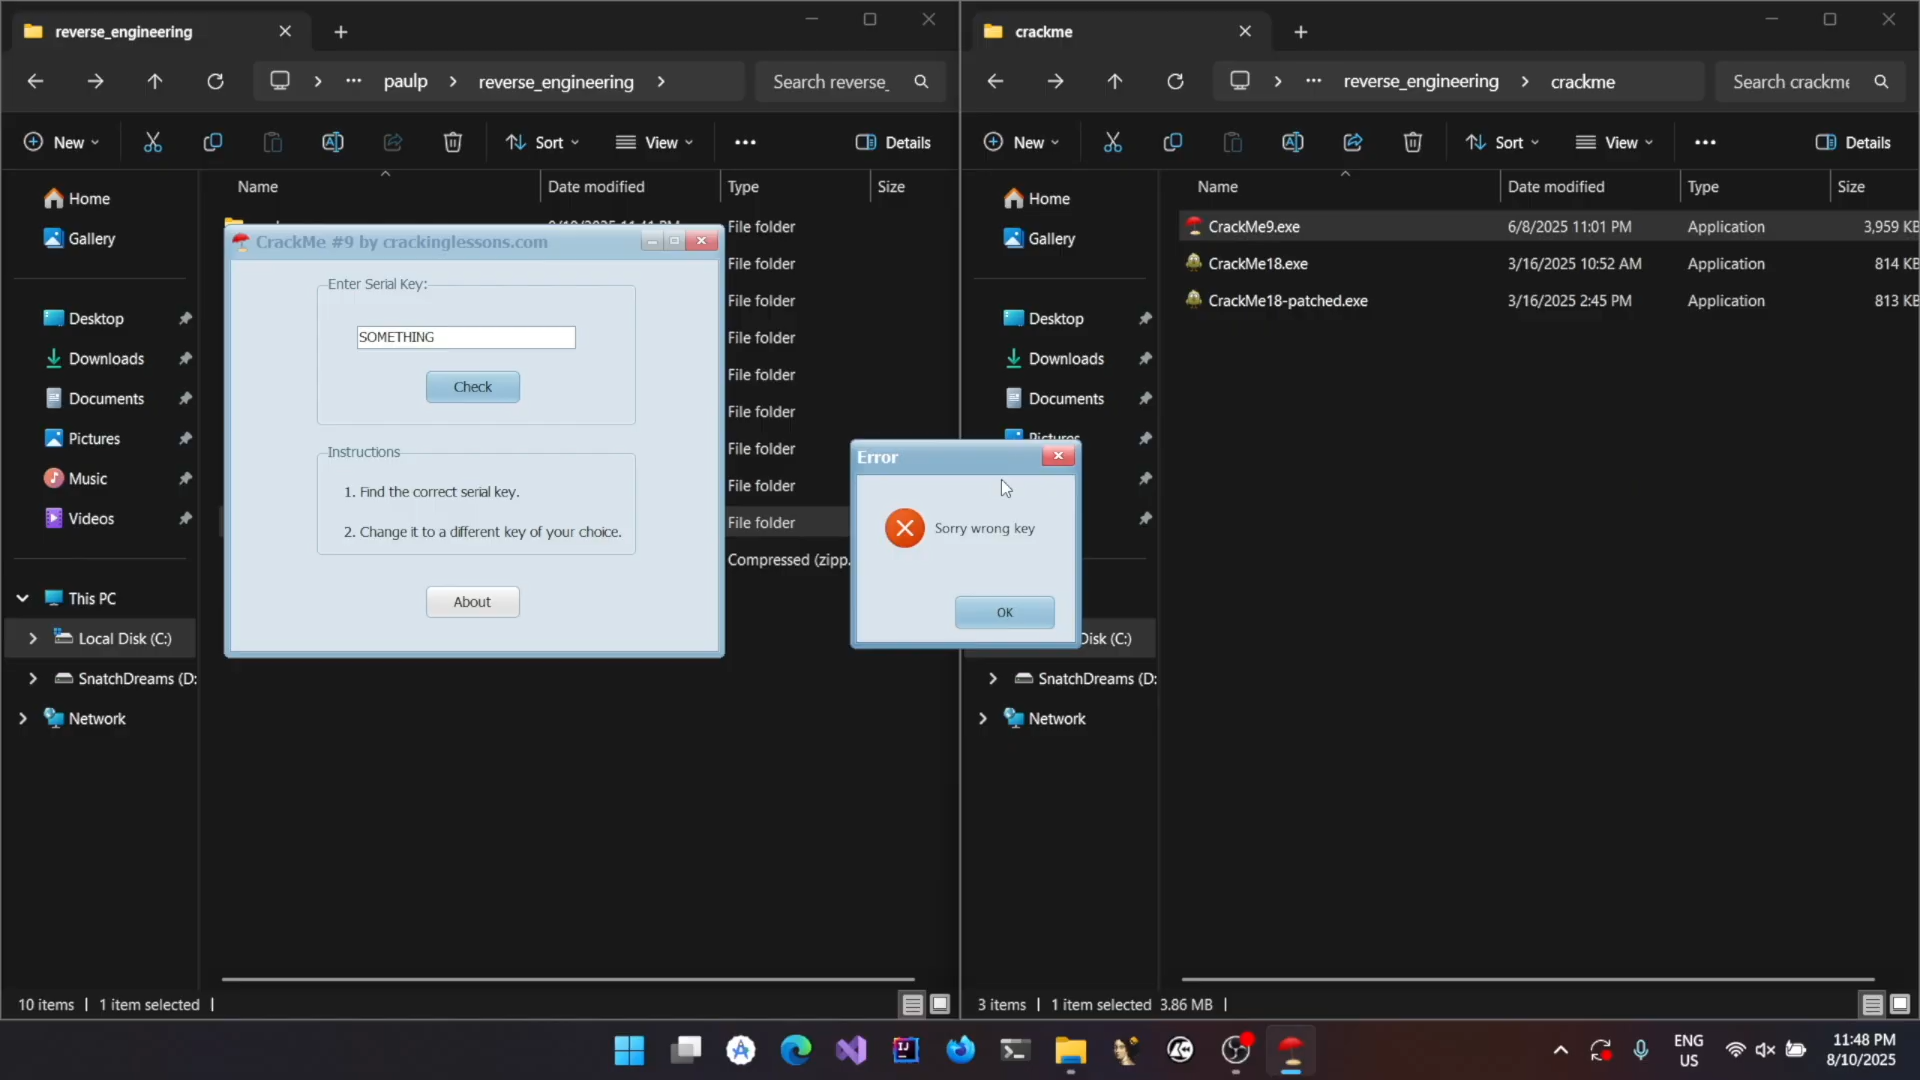 reverse_engineering
crackme
paulp
reverse_engineering
Search reverse_
reverse_engineering
crackme
Search crackme
New
Sort
View
Details
New
Sort
View
Details
Name
Date modified
Type
Size
Name
Date modified
Type
Size
Home
Gallery
Desktop
Downloads
Documents
Pictures
Music
Videos
This PC
Local Disk (C:)
SnatchDreams (D:
Network
File folder
File folder
File folder
File folder
File folder
File folder
File folder
File folder
File folder
Compressed (zipp...
CrackMe #9 by crackinglessons.com
Enter Serial Key:
SOMETHING
Check
Instructions
1. Find the correct serial key.
2. Change it to a different key of your choice.
About
Error
Sorry wrong key
OK
Home
Gallery
Desktop
Downloads
Documents
Pictures
Disk (C:)
SnatchDreams (D:
Network
CrackMe9.exe
6/8/2025 11:01 PM
Application
3,959 KB
CrackMe18.exe
3/16/2025 10:52 AM
Application
814 KB
CrackMe18-patched.exe
3/16/2025 2:45 PM
Application
813 KB
10 items
1 item selected
3 items
1 item selected 3.86 MB
ENG
US
11:48 PM
8/10/2025